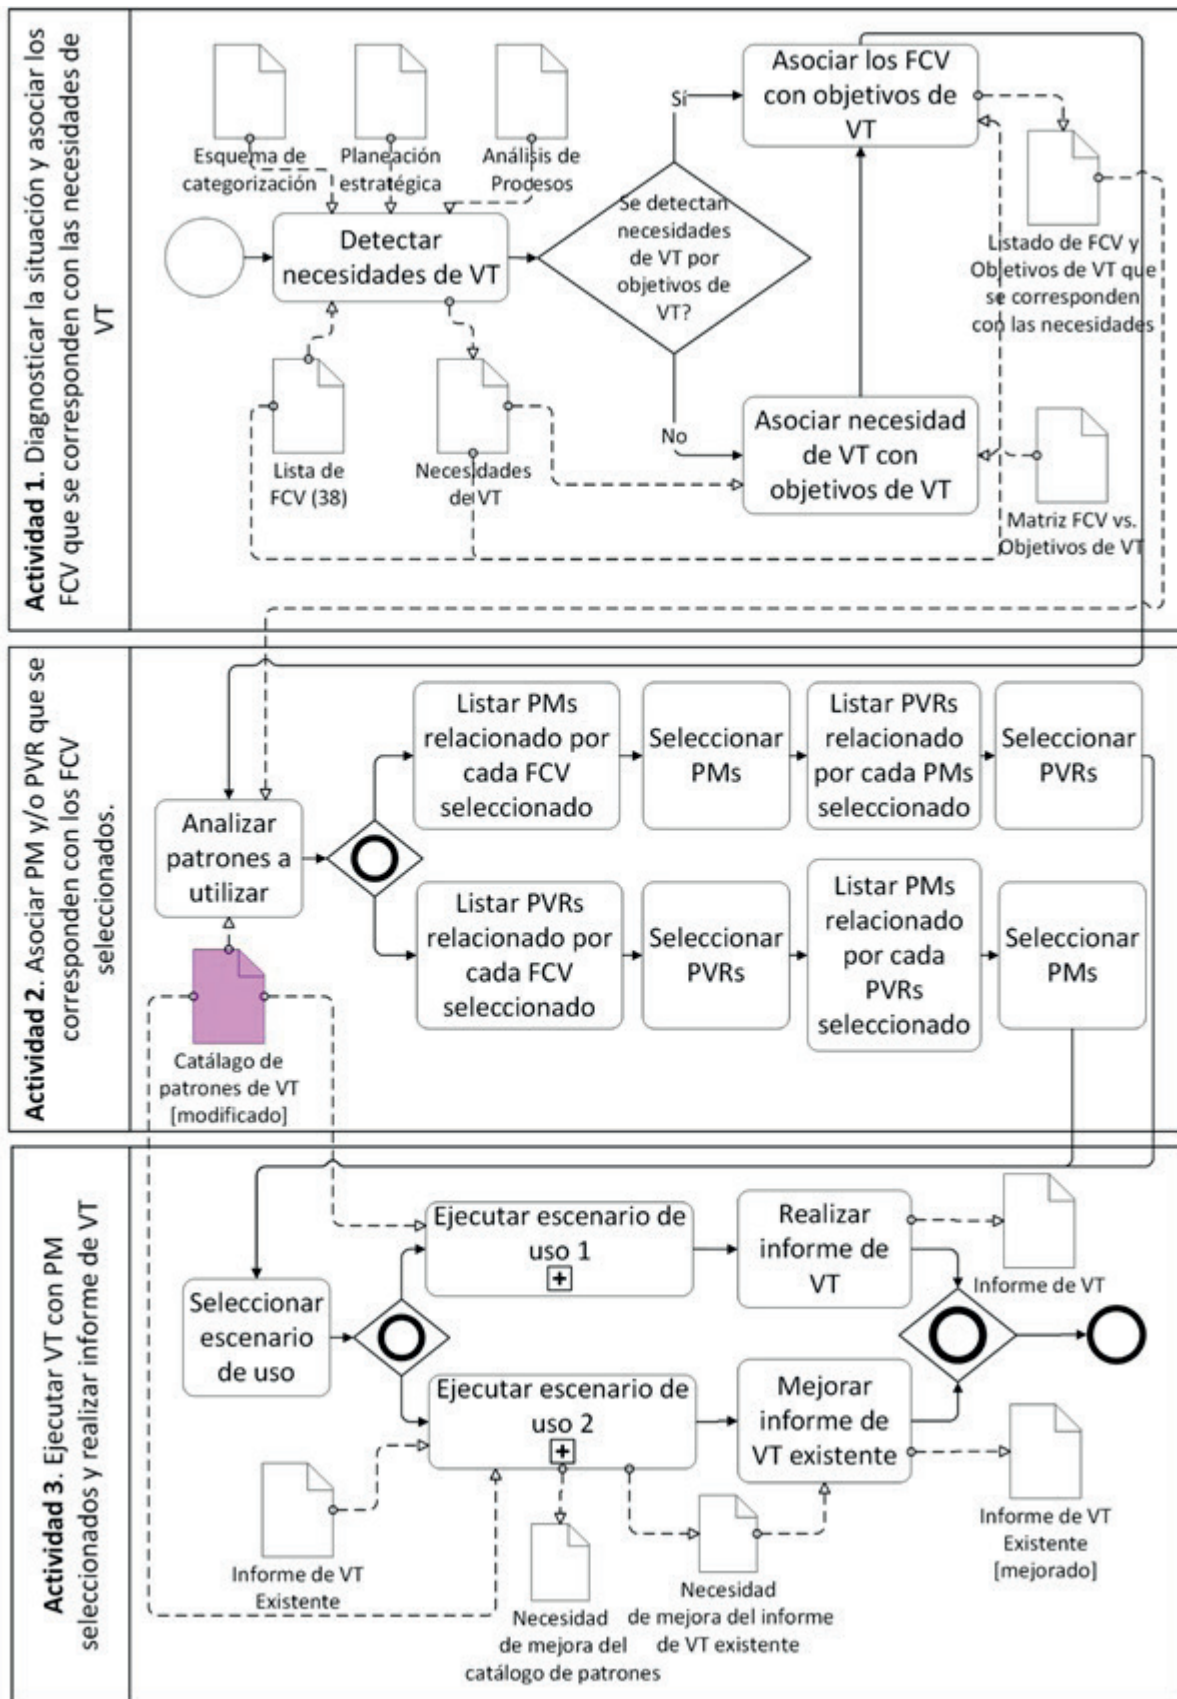 Actividad 1. Diagnosticar la situación y asociar los
FCV que se corresponden con las necesidades de
VT
Esquema de
categorización
Planeación
estratégica
Análisis de
Procesos
Detectar
necesidades de VT
Se detectan
necesidades
de VT por
objetivos de
VT?
Sí
No
Asociar los FCV
con objetivos de
VT
Listado de FCV y
Objetivos de VT que
se corresponden
con las necesidades
Lista de
FCV (38)
Necesidades
de VT
Asociar necesidad
de VT con
objetivos de VT
Matriz FCV vs.
Objetivos de VT
Actividad 2. Asociar PM y/o PVR que se
corresponden con los FCV
seleccionados.
Analizar
patrones a
utilizar
Listar PMs
relacionado por
cada FCV
seleccionado
Seleccionar
PMs
Listar PVRs
relacionado
por cada PMs
seleccionado
Seleccionar
PVRs
Listar PVRs
relacionado por
cada FCV
seleccionado
Seleccionar
PVRs
Listar PMs
relacionado
por cada
PVRs
seleccionado
Seleccionar
PMs
Catálago de
patrones de VT
[modificado]
Actividad 3. Ejecutar VT con PM
seleccionados y realizar informe de VT
Seleccionar
escenario
de uso
Ejecutar escenario de
uso 1
Realizar
informe de
VT
Informe de VT
Ejecutar escenario de
uso 2
Mejorar
informe de
VT existente
Informe de VT
Existente
Necesidad
de mejora del
catálogo de patrones
Necesidad
de mejora del informe
de VT existente
Informe de VT
Existente
[mejorado]